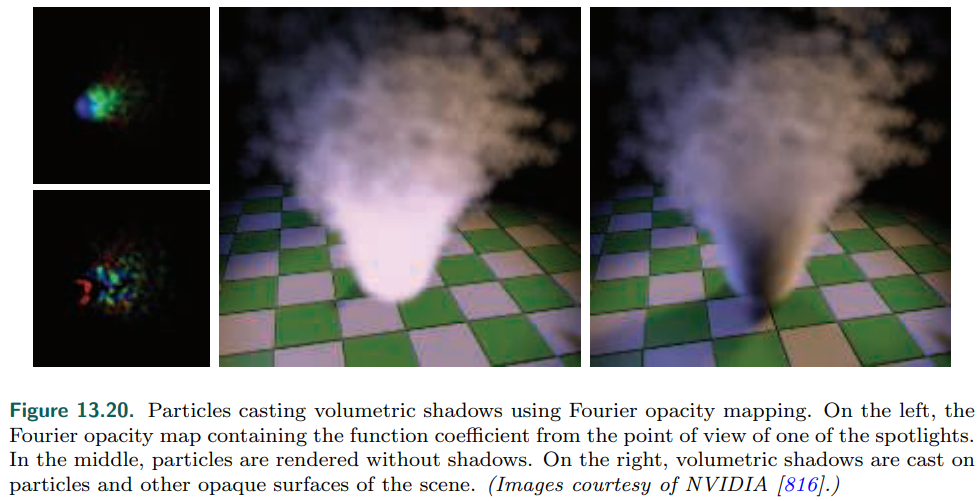 Figure 13.20. Particles casting volumetric shadows using Fourier opacity mapping. On the left, the
Fourier opacity map containing the function coefficient from the point of view of one of the spotlights.
In the middle, particles are rendered without shadows. On the right, volumetric shadows are cast on
particles and other opaque surfaces of the scene. (Images courtesy of NVIDIA [816].)